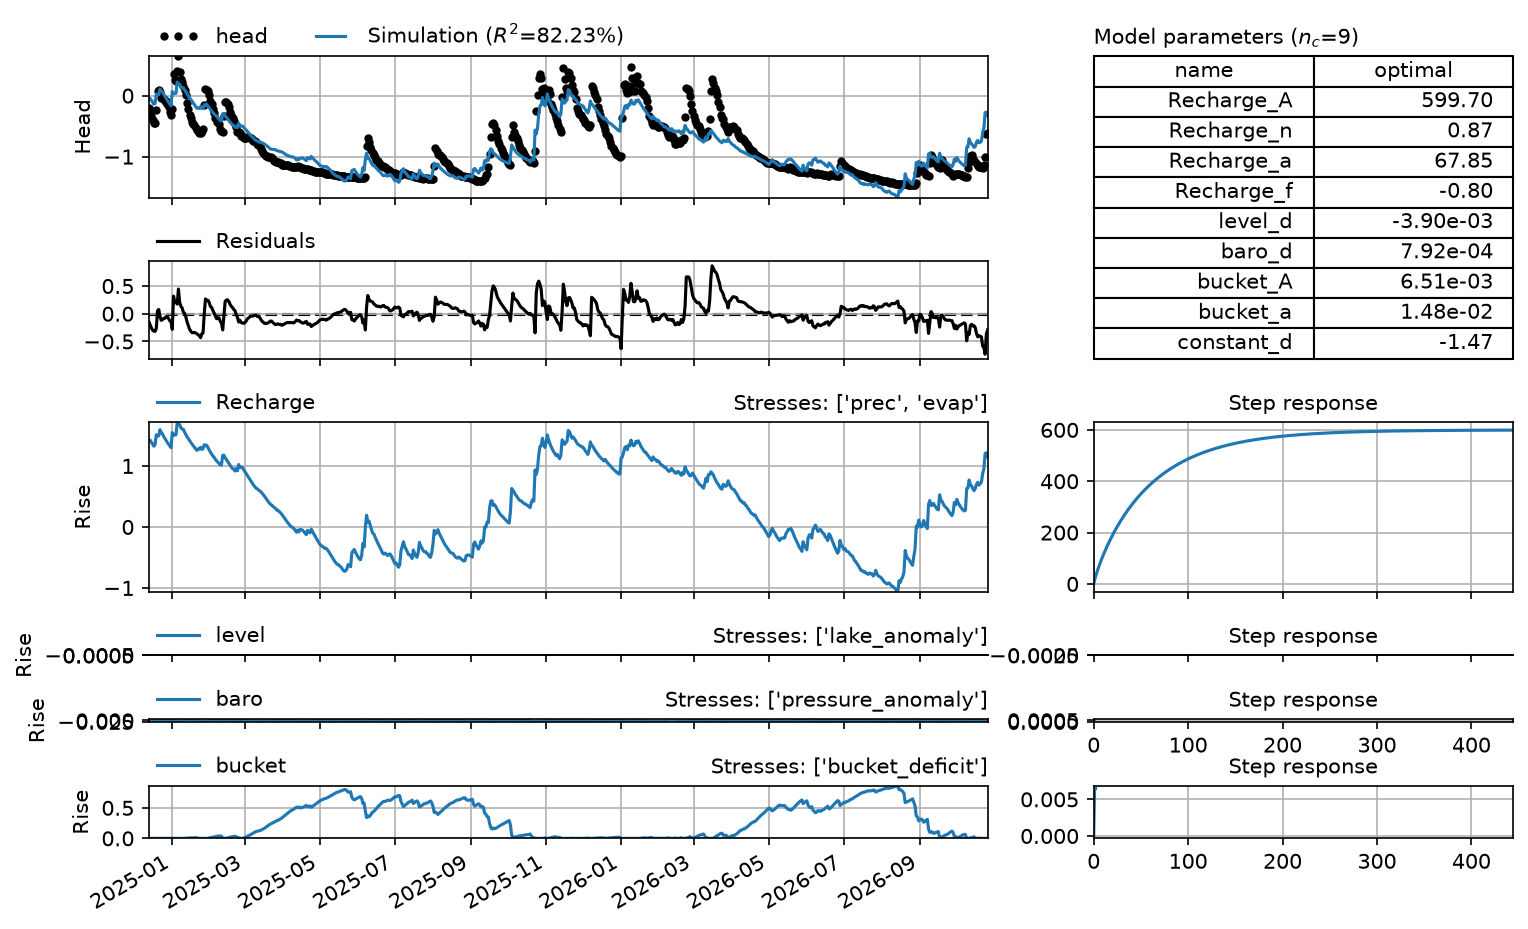 head Simulation (R²=82.23%)
Head
0
−1
Model parameters (n_c=9)
name optimal
Recharge_A 599.70
Recharge_n 0.87
Recharge_a 67.85
Recharge_f -0.80
level_d -3.90e-03
baro_d 7.92e-04
bucket_A 6.51e-03
bucket_a 1.48e-02
constant_d -1.47
Residuals
0.5
0.0
−0.5
Recharge Stresses: ['prec', 'evap']
Rise
1
0
−1
Step response
600
400
200
0
level Stresses: ['lake_anomaly']
Rise
Step response
baro Stresses: ['pressure_anomaly']
Rise
Step response
0 100 200 300 400
bucket Stresses: ['bucket_deficit']
Rise
0.5
0.0
2025-01 2025-03 2025-05 2025-07 2025-09 2025-11 2026-01 2026-03 2026-05 2026-07 2026-09
Step response
0.005
0.000
0 100 200 300 400